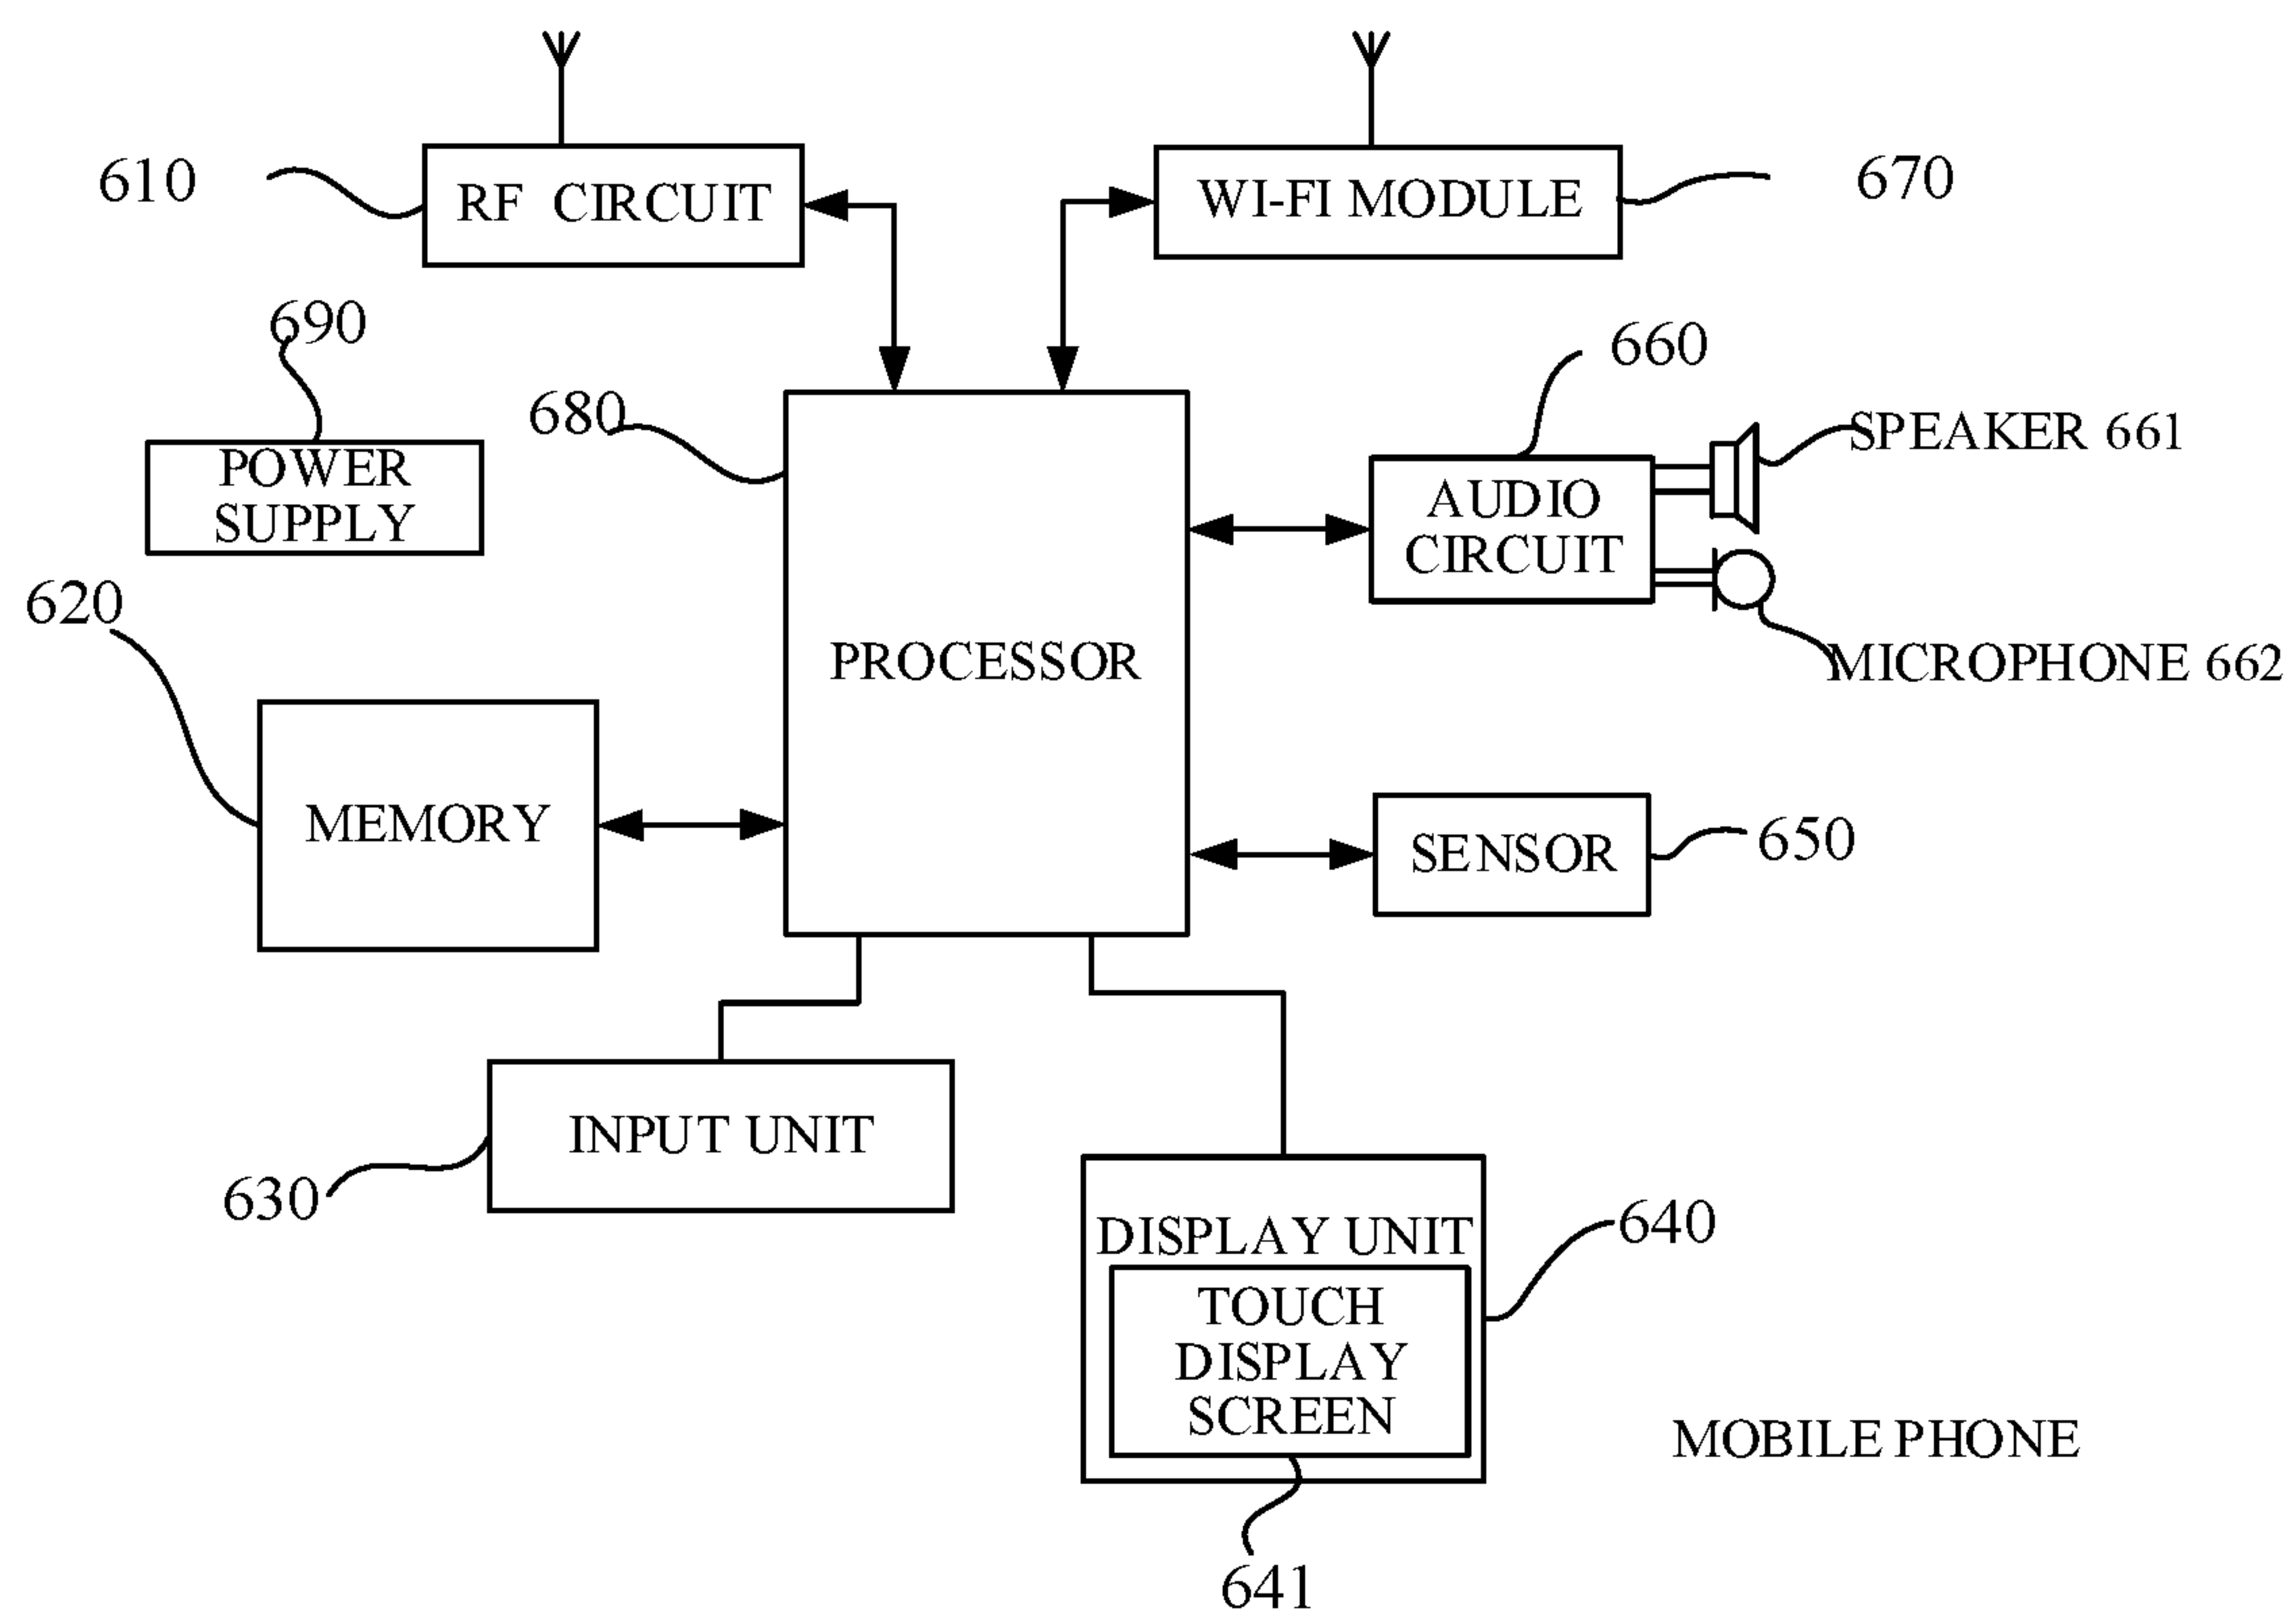 610
RF CIRCUIT
WI-FI MODULE
670
690
POWER
SUPPLY
680
660
SPEAKER 661
AUDIO
CIRCUIT
MICROPHONE 662
620
PROCESSOR
MEMORY
SENSOR
650
INPUT UNIT
630
DISPLAY UNIT
640
TOUCH
DISPLAY
SCREEN
MOBILE PHONE
641